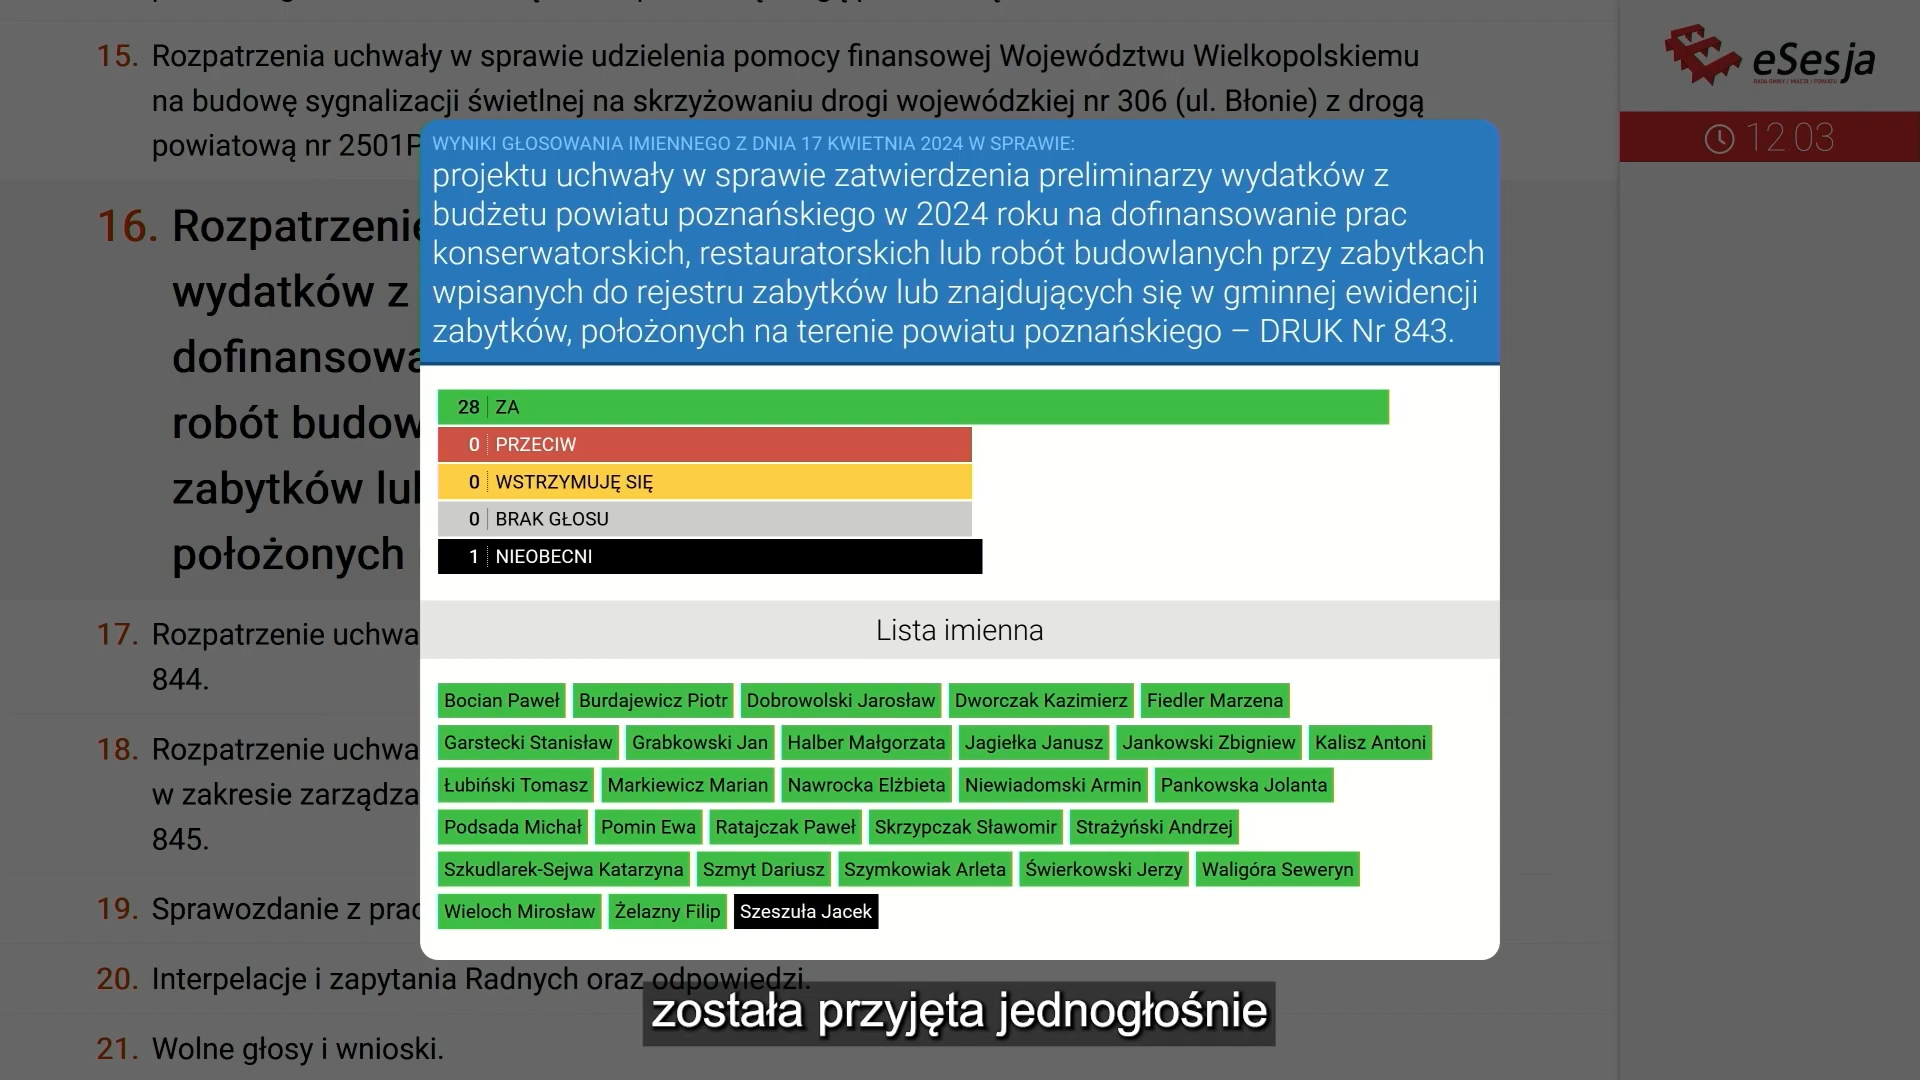 15. Rozpatrzenia uchwały w sprawie udzielenia pomocy finansowej Województwu Wielkopolskiemu
na budowę sygnalizacji świetlnej na skrzyżowaniu drogi wojewódzkiej nr 306 (ul. Błonie) z drogą
powiatową nr 2501P
eSesja
12:03
WYNIKI GŁOSOWANIA IMIENNEGO Z DNIA 17 KWIETNIA 2024 W SPRAWIE:
projektu uchwały w sprawie zatwierdzenia preliminarzy wydatków z
budżetu powiatu poznańskiego w 2024 roku na dofinansowanie prac
konserwatorskich, restauratorskich lub robót budowlanych przy zabytkach
wpisanych do rejestru zabytków lub znajdujących się w gminnej ewidencji
zabytków, położonych na terenie powiatu poznańskiego – DRUK Nr 843.
16. Rozpatrzenie
wydatków z
dofinansowa
robót budow
zabytków lub
położonych
28 ZA
0 PRZECIW
0 WSTRZYMUJĘ SIĘ
0 BRAK GŁOSU
1 NIEOBECNI
Lista imienna
Bocian Paweł Burdajewicz Piotr Dobrowolski Jarosław Dworczak Kazimierz Fiedler Marzena
Garstecki Stanisław Grabkowski Jan Halber Małgorzata Jagiełka Janusz Jankowski Zbigniew Kalisz Antoni
Łubiński Tomasz Markiewicz Marian Nawrocka Elżbieta Niewiadomski Armin Pankowska Jolanta
Podsada Michał Pomin Ewa Ratajczak Paweł Skrzypczak Sławomir Strażyński Andrzej
Szkudlarek-Sejwa Katarzyna Szmyt Dariusz Szymkowiak Arleta Świerkowski Jerzy Waligóra Seweryn
Wieloch Mirosław Żelazny Filip Szeszuła Jacek
17. Rozpatrzenie uchwa
844.
18. Rozpatrzenie uchwa
w zakresie zarządza
845.
19. Sprawozdanie z prac
20. Interpelacje i zapytania Radnych oraz odpowiedzi.
21. Wolne głosy i wnioski.
została przyjęta jednogłośnie